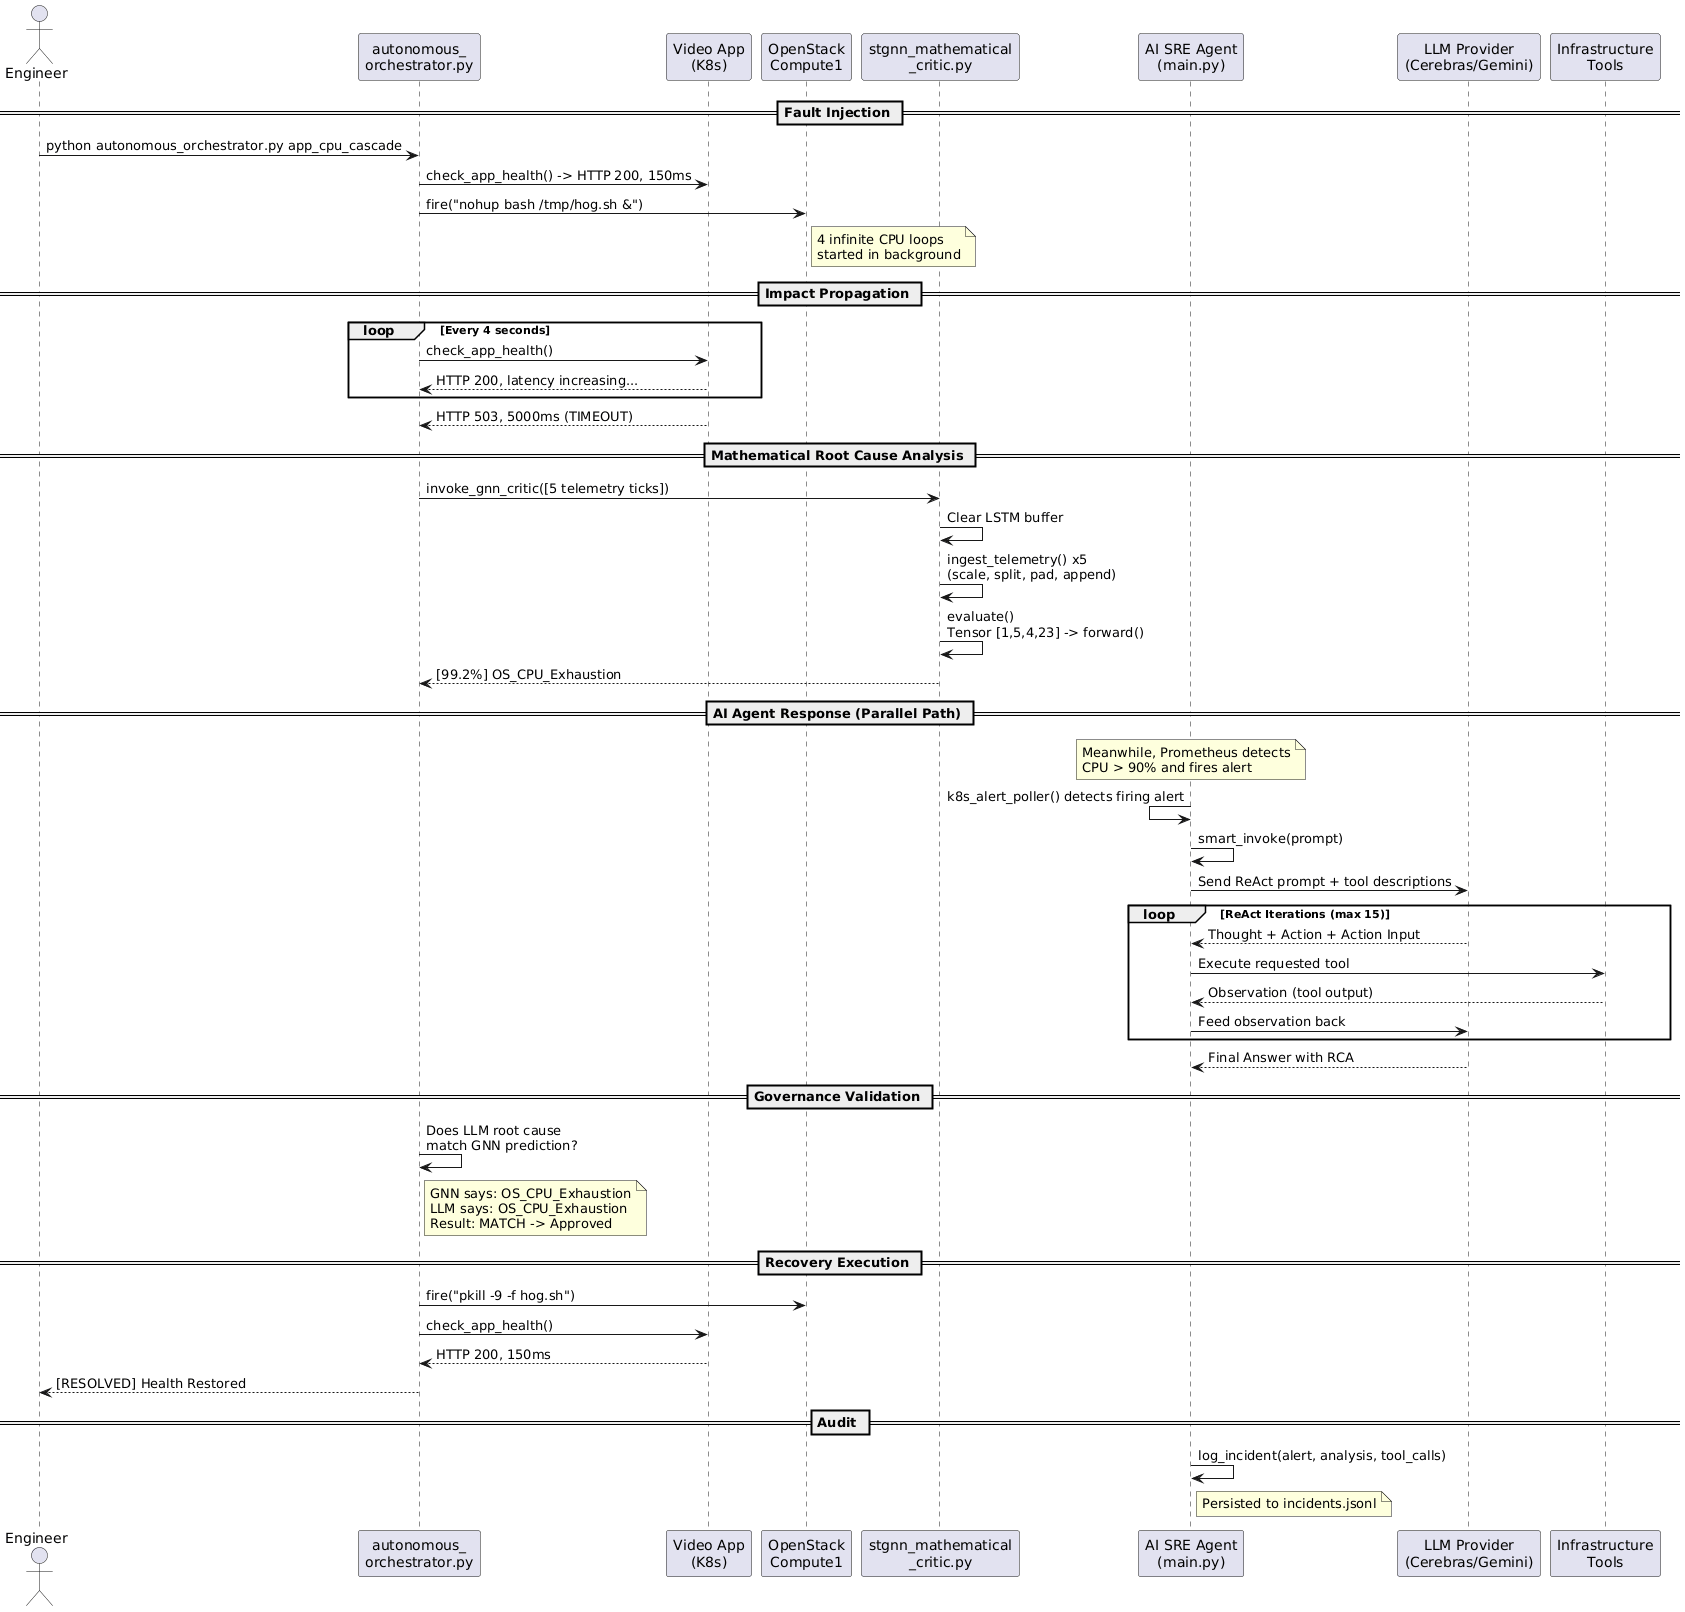 Engineer
autonomous_
orchestrator.py
Video App
(K8s)
OpenStack
Compute1
stgnn_mathematical
_critic.py
AI SRE Agent
(main.py)
LLM Provider
(Cerebras/Gemini)
Infrastructure
Tools
Fault Injection
python autonomous_orchestrator.py app_cpu_cascade
check_app_health() -> HTTP 200, 150ms
fire("nohup bash /tmp/hog.sh &")
4 infinite CPU loops
started in background
Impact Propagation
loop [Every 4 seconds]
check_app_health()
HTTP 200, latency increasing...
HTTP 503, 5000ms (TIMEOUT)
Mathematical Root Cause Analysis
invoke_gnn_critic([5 telemetry ticks])
Clear LSTM buffer
ingest_telemetry() x5
(scale, split, pad, append)
evaluate()
Tensor [1,5,4,23] -> forward()
[99.2%] OS_CPU_Exhaustion
AI Agent Response (Parallel Path)
Meanwhile, Prometheus detects
CPU > 90% and fires alert
k8s_alert_poller() detects firing alert
smart_invoke(prompt)
Send ReAct prompt + tool descriptions
loop [ReAct Iterations (max 15)]
Thought + Action + Action Input
Execute requested tool
Observation (tool output)
Feed observation back
Final Answer with RCA
Governance Validation
Does LLM root cause
match GNN prediction?
GNN says: OS_CPU_Exhaustion
LLM says: OS_CPU_Exhaustion
Result: MATCH -> Approved
Recovery Execution
fire("pkill -9 -f hog.sh")
check_app_health()
HTTP 200, 150ms
[RESOLVED] Health Restored
Audit
log_incident(alert, analysis, tool_calls)
Persisted to incidents.jsonl
Engineer
autonomous_
orchestrator.py
Video App
(K8s)
OpenStack
Compute1
stgnn_mathematical
_critic.py
AI SRE Agent
(main.py)
LLM Provider
(Cerebras/Gemini)
Infrastructure
Tools